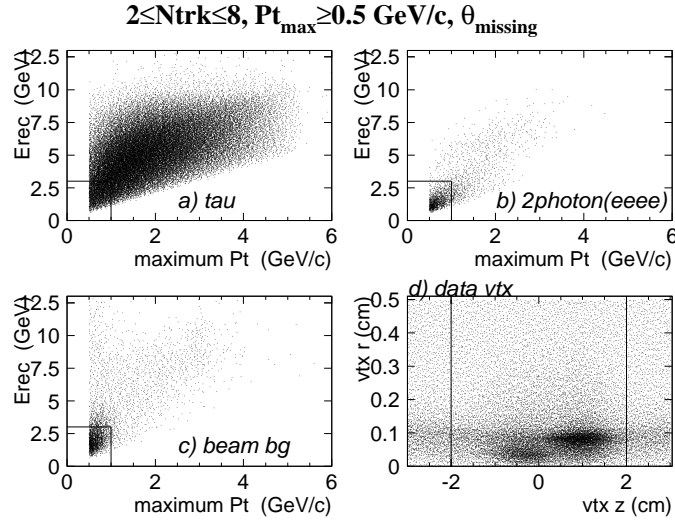 2≤Ntrk≤8, Pt_max≥0.5 GeV/c, θ_missing
Erec (GeV)
12.5
10
7.5
5
2.5
0
a) tau
0 2 4 6
maximum Pt (GeV/c)
Erec (GeV)
12.5
10
7.5
5
2.5
0
b) 2photon(eeee)
0 2 4 6
maximum Pt (GeV/c)
Erec (GeV)
12.5
10
7.5
5
2.5
0
c) beam bg
0 2 4 6
maximum Pt (GeV/c)
d) data vtx
vtx r (cm)
0.5
0.4
0.3
0.2
0.1
0
-2 0 2
vtx z (cm)